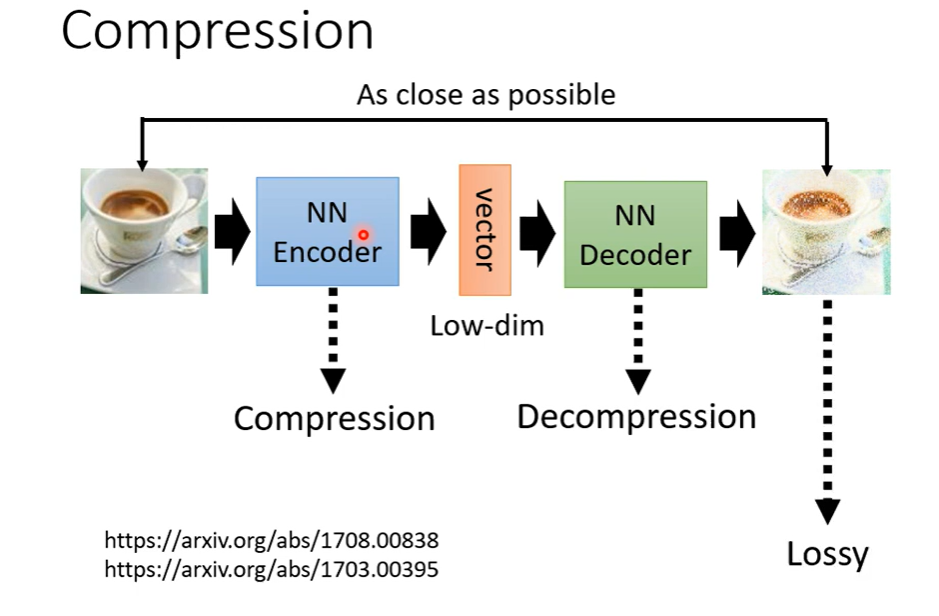 Compression
As close as possible
NN
Encoder
vector
NN
Decoder
Low-dim
Compression
Decompression
Lossy
https://arxiv.org/abs/1708.00838
https://arxiv.org/abs/1703.00395